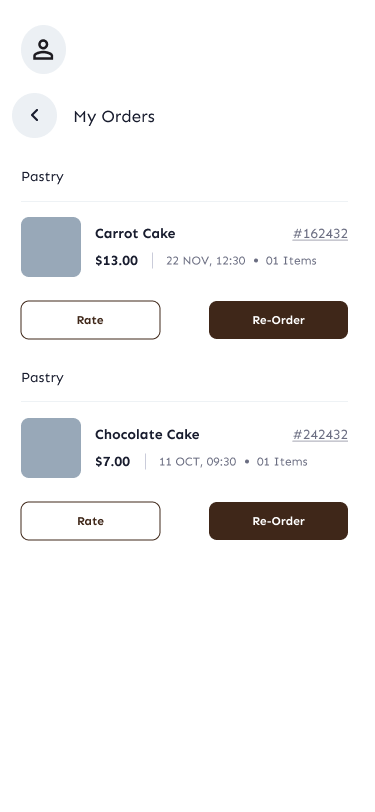 My Orders
Pastry
Carrot Cake #162432
$13.00 22 NOV, 12:30 • 01 Items
Rate Re-Order
Pastry
Chocolate Cake #242432
$7.00 11 OCT, 09:30 • 01 Items
Rate Re-Order